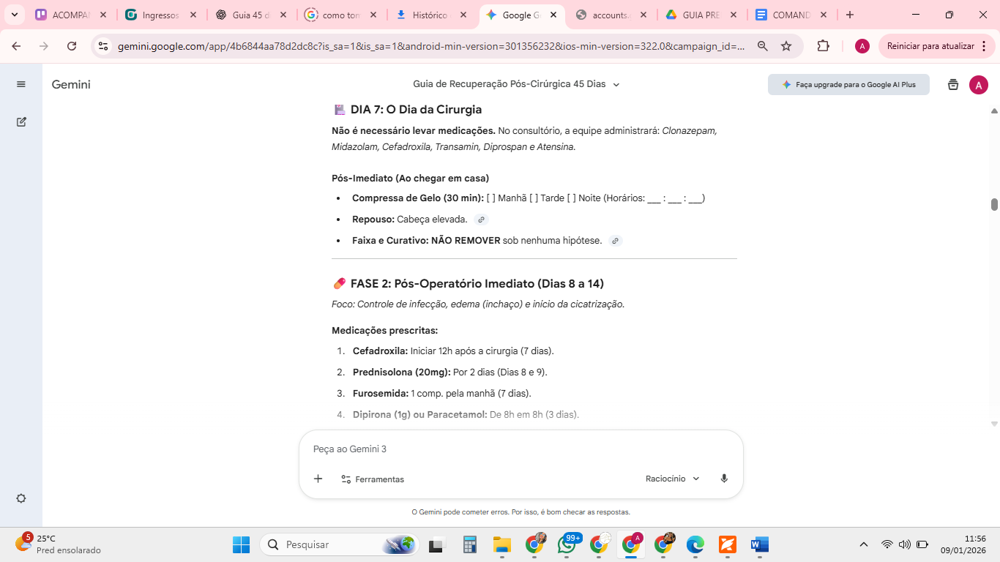 ACOMPA
Ingressos
Guia 45 d
como ton
Histórico
Google G
accounts.
GUIA PRE
COMAND
gemini.google.com/app/4b6844aa78d2dc8c?is_sa=1&is_sa=1&android-min-version=301356232&ios-min-version=322.0&campaign_id=...
A
Reiniciar para atualizar
Gemini
Guia de Recuperação Pós-Cirúrgica 45 Dias
Faça upgrade para o Google AI Plus
A
DIA 7: O Dia da Cirurgia
Não é necessário levar medicações. No consultório, a equipe administrará: Clonazepam,
Midazolam, Cefadroxila, Transamin, Diprospan e Atensina.
Pós-Imediato (Ao chegar em casa)
• Compressa de Gelo (30 min): [ ] Manhã [ ] Tarde [ ] Noite (Horários: ___ : ___ : ___)
• Repouso: Cabeça elevada.
• Faixa e Curativo: NÃO REMOVER sob nenhuma hipótese.
FASE 2: Pós-Operatório Imediato (Dias 8 a 14)
Foco: Controle de infecção, edema (inchaço) e início da cicatrização.
Medicações prescritas:
1. Cefadroxila: Iniciar 12h após a cirurgia (7 dias).
2. Prednisolona (20mg): Por 2 dias (Dias 8 e 9).
3. Furosemida: 1 comp. pela manhã (7 dias).
4. Dipirona (1g) ou Paracetamol: De 8h em 8h (3 dias).
Peça ao Gemini 3
Ferramentas
Raciocínio
O Gemini pode cometer erros. Por isso, é bom checar as respostas.
5
25°C
Pred ensolarado
Pesquisar
99+
A
11:56
09/01/2026